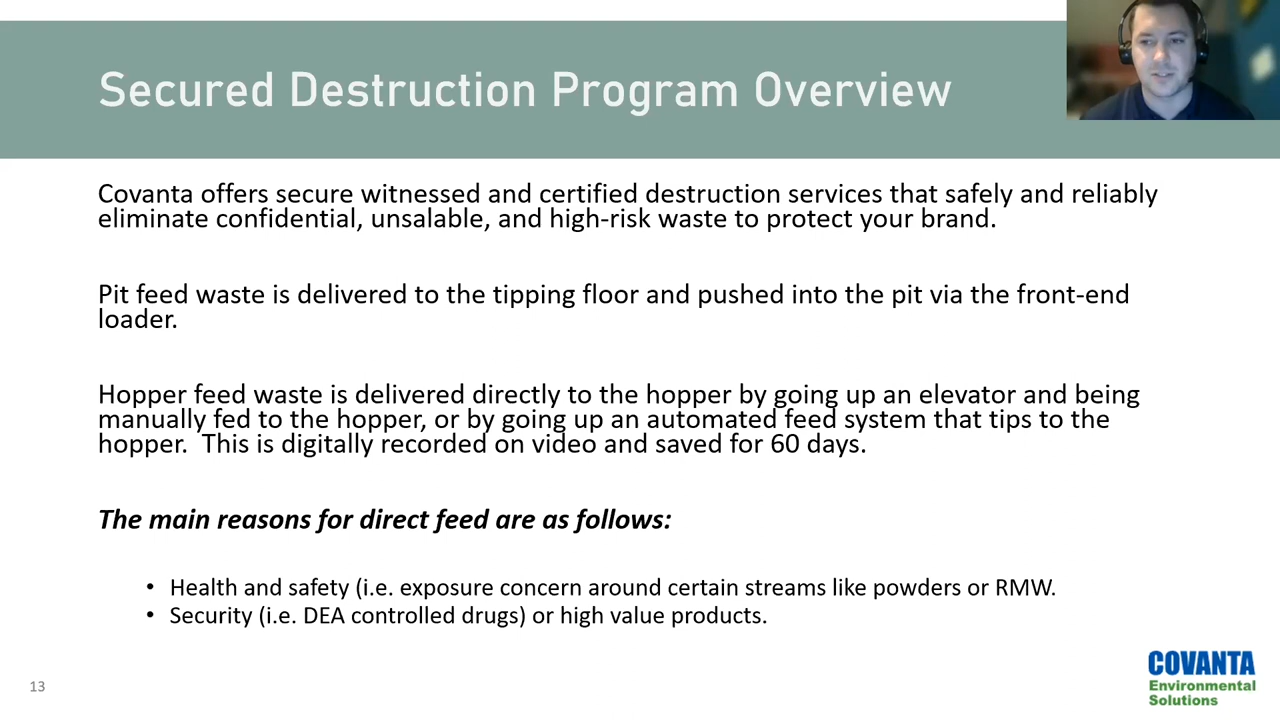 Secured Destruction Program Overview
Covanta offers secure witnessed and certified destruction services that safely and reliably
eliminate confidential, unsalable, and high-risk waste to protect your brand.
Pit feed waste is delivered to the tipping floor and pushed into the pit via the front-end
loader.
Hopper feed waste is delivered directly to the hopper by going up an elevator and being
manually fed to the hopper, or by going up an automated feed system that tips to the
hopper.  This is digitally recorded on video and saved for 60 days.
The main reasons for direct feed are as follows:
• Health and safety (i.e. exposure concern around certain streams like powders or RMW.
• Security (i.e. DEA controlled drugs) or high value products.
13
COVANTA
Environmental
Solutions